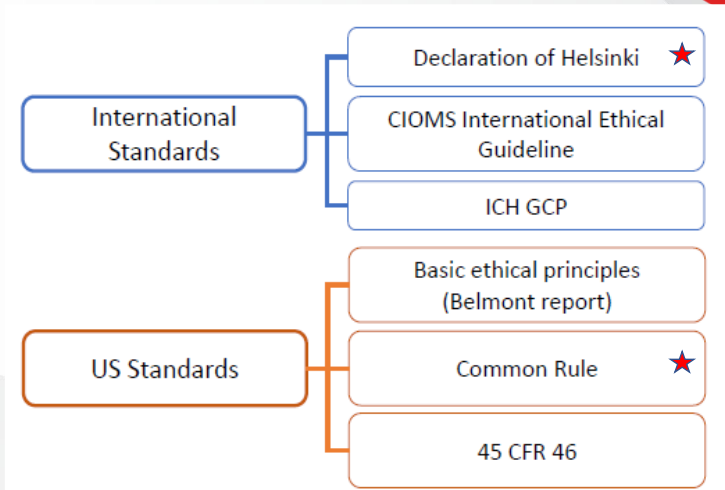 International
Standards
Declaration of Helsinki
CIOMS International Ethical
Guideline
ICH GCP
US Standards
Basic ethical principles
(Belmont report)
Common Rule
45 CFR 46